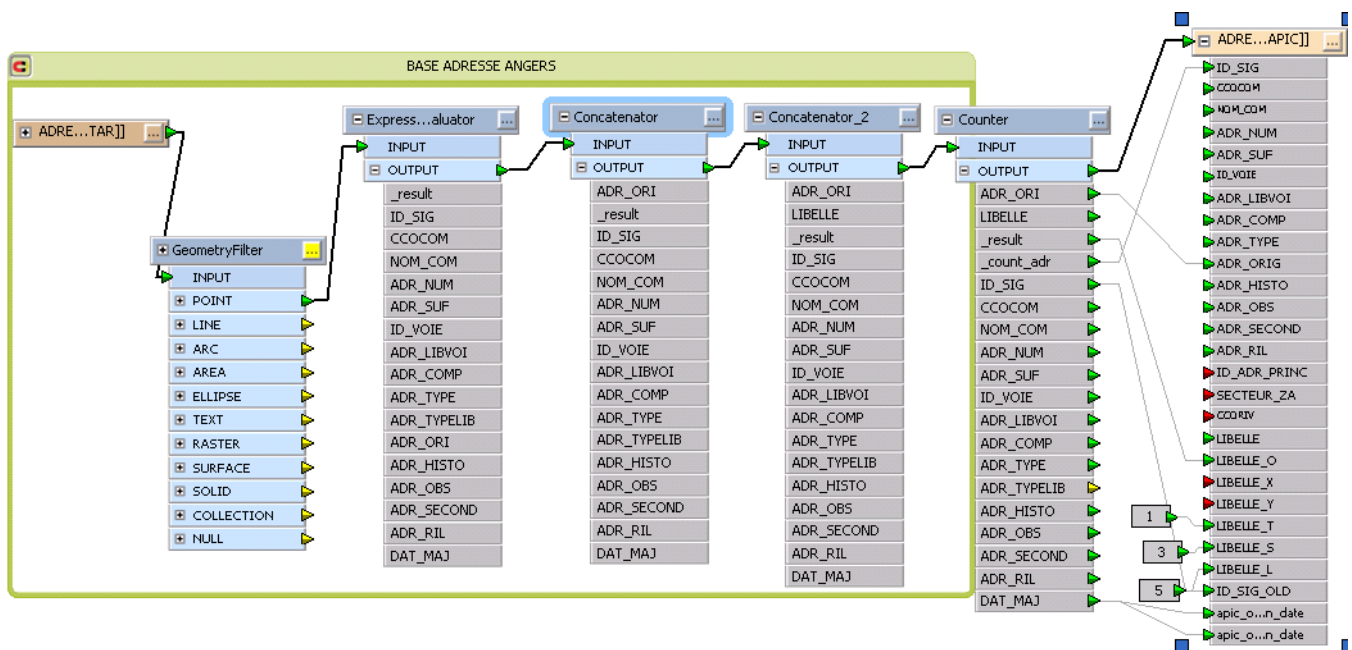 BASE ADRESSE ANGERS
ADRE...TAR]]
...
GeometryFilter
...
INPUT
POINT
LINE
ARC
AREA
ELLIPSE
TEXT
RASTER
SURFACE
SOLID
COLLECTION
NULL
Express...aluator
...
INPUT
OUTPUT
_result
ID_SIG
CCOCOM
NOM_COM
ADR_NUM
ADR_SUF
ID_VOIE
ADR_LIBVOI
ADR_COMP
ADR_TYPE
ADR_TYPELIB
ADR_ORI
ADR_HISTO
ADR_OBS
ADR_SECOND
ADR_RIL
DAT_MAJ
Concatenator
...
INPUT
OUTPUT
ADR_ORI
_result
ID_SIG
CCOCOM
NOM_COM
ADR_NUM
ADR_SUF
ID_VOIE
ADR_LIBVOI
ADR_COMP
ADR_TYPE
ADR_TYPELIB
ADR_HISTO
ADR_OBS
ADR_SECOND
ADR_RIL
DAT_MAJ
Concatenator_2
...
INPUT
OUTPUT
ADR_ORI
LIBELLE
_result
ID_SIG
CCOCOM
NOM_COM
ADR_NUM
ADR_SUF
ID_VOIE
ADR_LIBVOI
ADR_COMP
ADR_TYPE
ADR_TYPELIB
ADR_HISTO
ADR_OBS
ADR_SECOND
ADR_RIL
DAT_MAJ
Counter
...
INPUT
OUTPUT
ADR_ORI
LIBELLE
_result
_count_adr
ID_SIG
CCOCOM
NOM_COM
ADR_NUM
ADR_SUF
ID_VOIE
ADR_LIBVOI
ADR_COMP
ADR_TYPE
ADR_TYPELIB
ADR_HISTO
ADR_OBS
ADR_SECOND
ADR_RIL
DAT_MAJ
1
3
5
ADRE...APIC]]
...
ID_SIG
CCOCOM
NOM_COM
ADR_NUM
ADR_SUF
ID_VOIE
ADR_LIBVOI
ADR_COMP
ADR_TYPE
ADR_ORIG
ADR_HISTO
ADR_OBS
ADR_SECOND
ADR_RIL
ID_ADR_PRINC
SECTEUR_ZA
CCORIV
LIBELLE
LIBELLE_O
LIBELLE_X
LIBELLE_Y
LIBELLE_T
LIBELLE_S
LIBELLE_L
ID_SIG_OLD
apic_o...n_date
apic_o...n_date